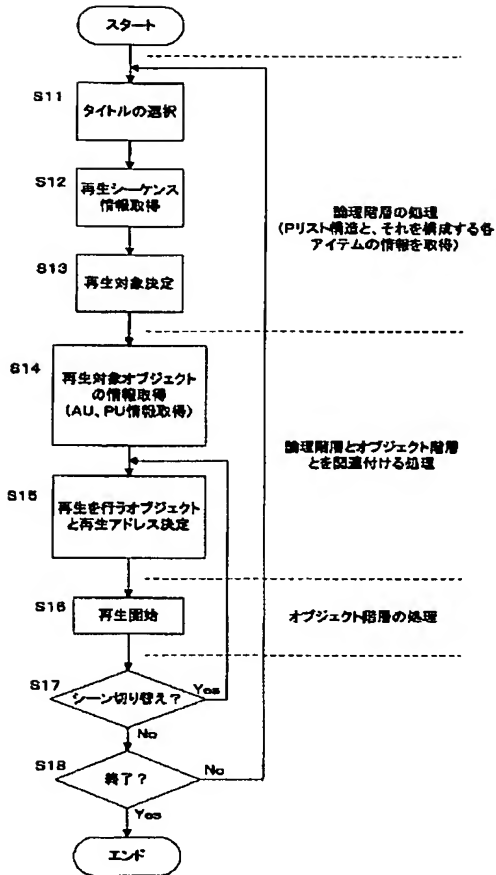 スタート
S11
タイトルの選択
S12
再生シーケンス
情報取得
S13
再生対象決定
論理階層の処理
(Pリスト構造と、それを構成する各
アイテムの情報を取得)
S14
再生対象オブジェクト
の情報取得
(AU、PU情報取得)
論理階層とオブジェクト階層
とを関連付ける処理
S15
再生を行うオブジェクト
と再生アドレス決定
S16
再生開始
オブジェクト階層の処理
S17
シーン切り替え?
Yes
No
S18
終了?
No
Yes
エンド